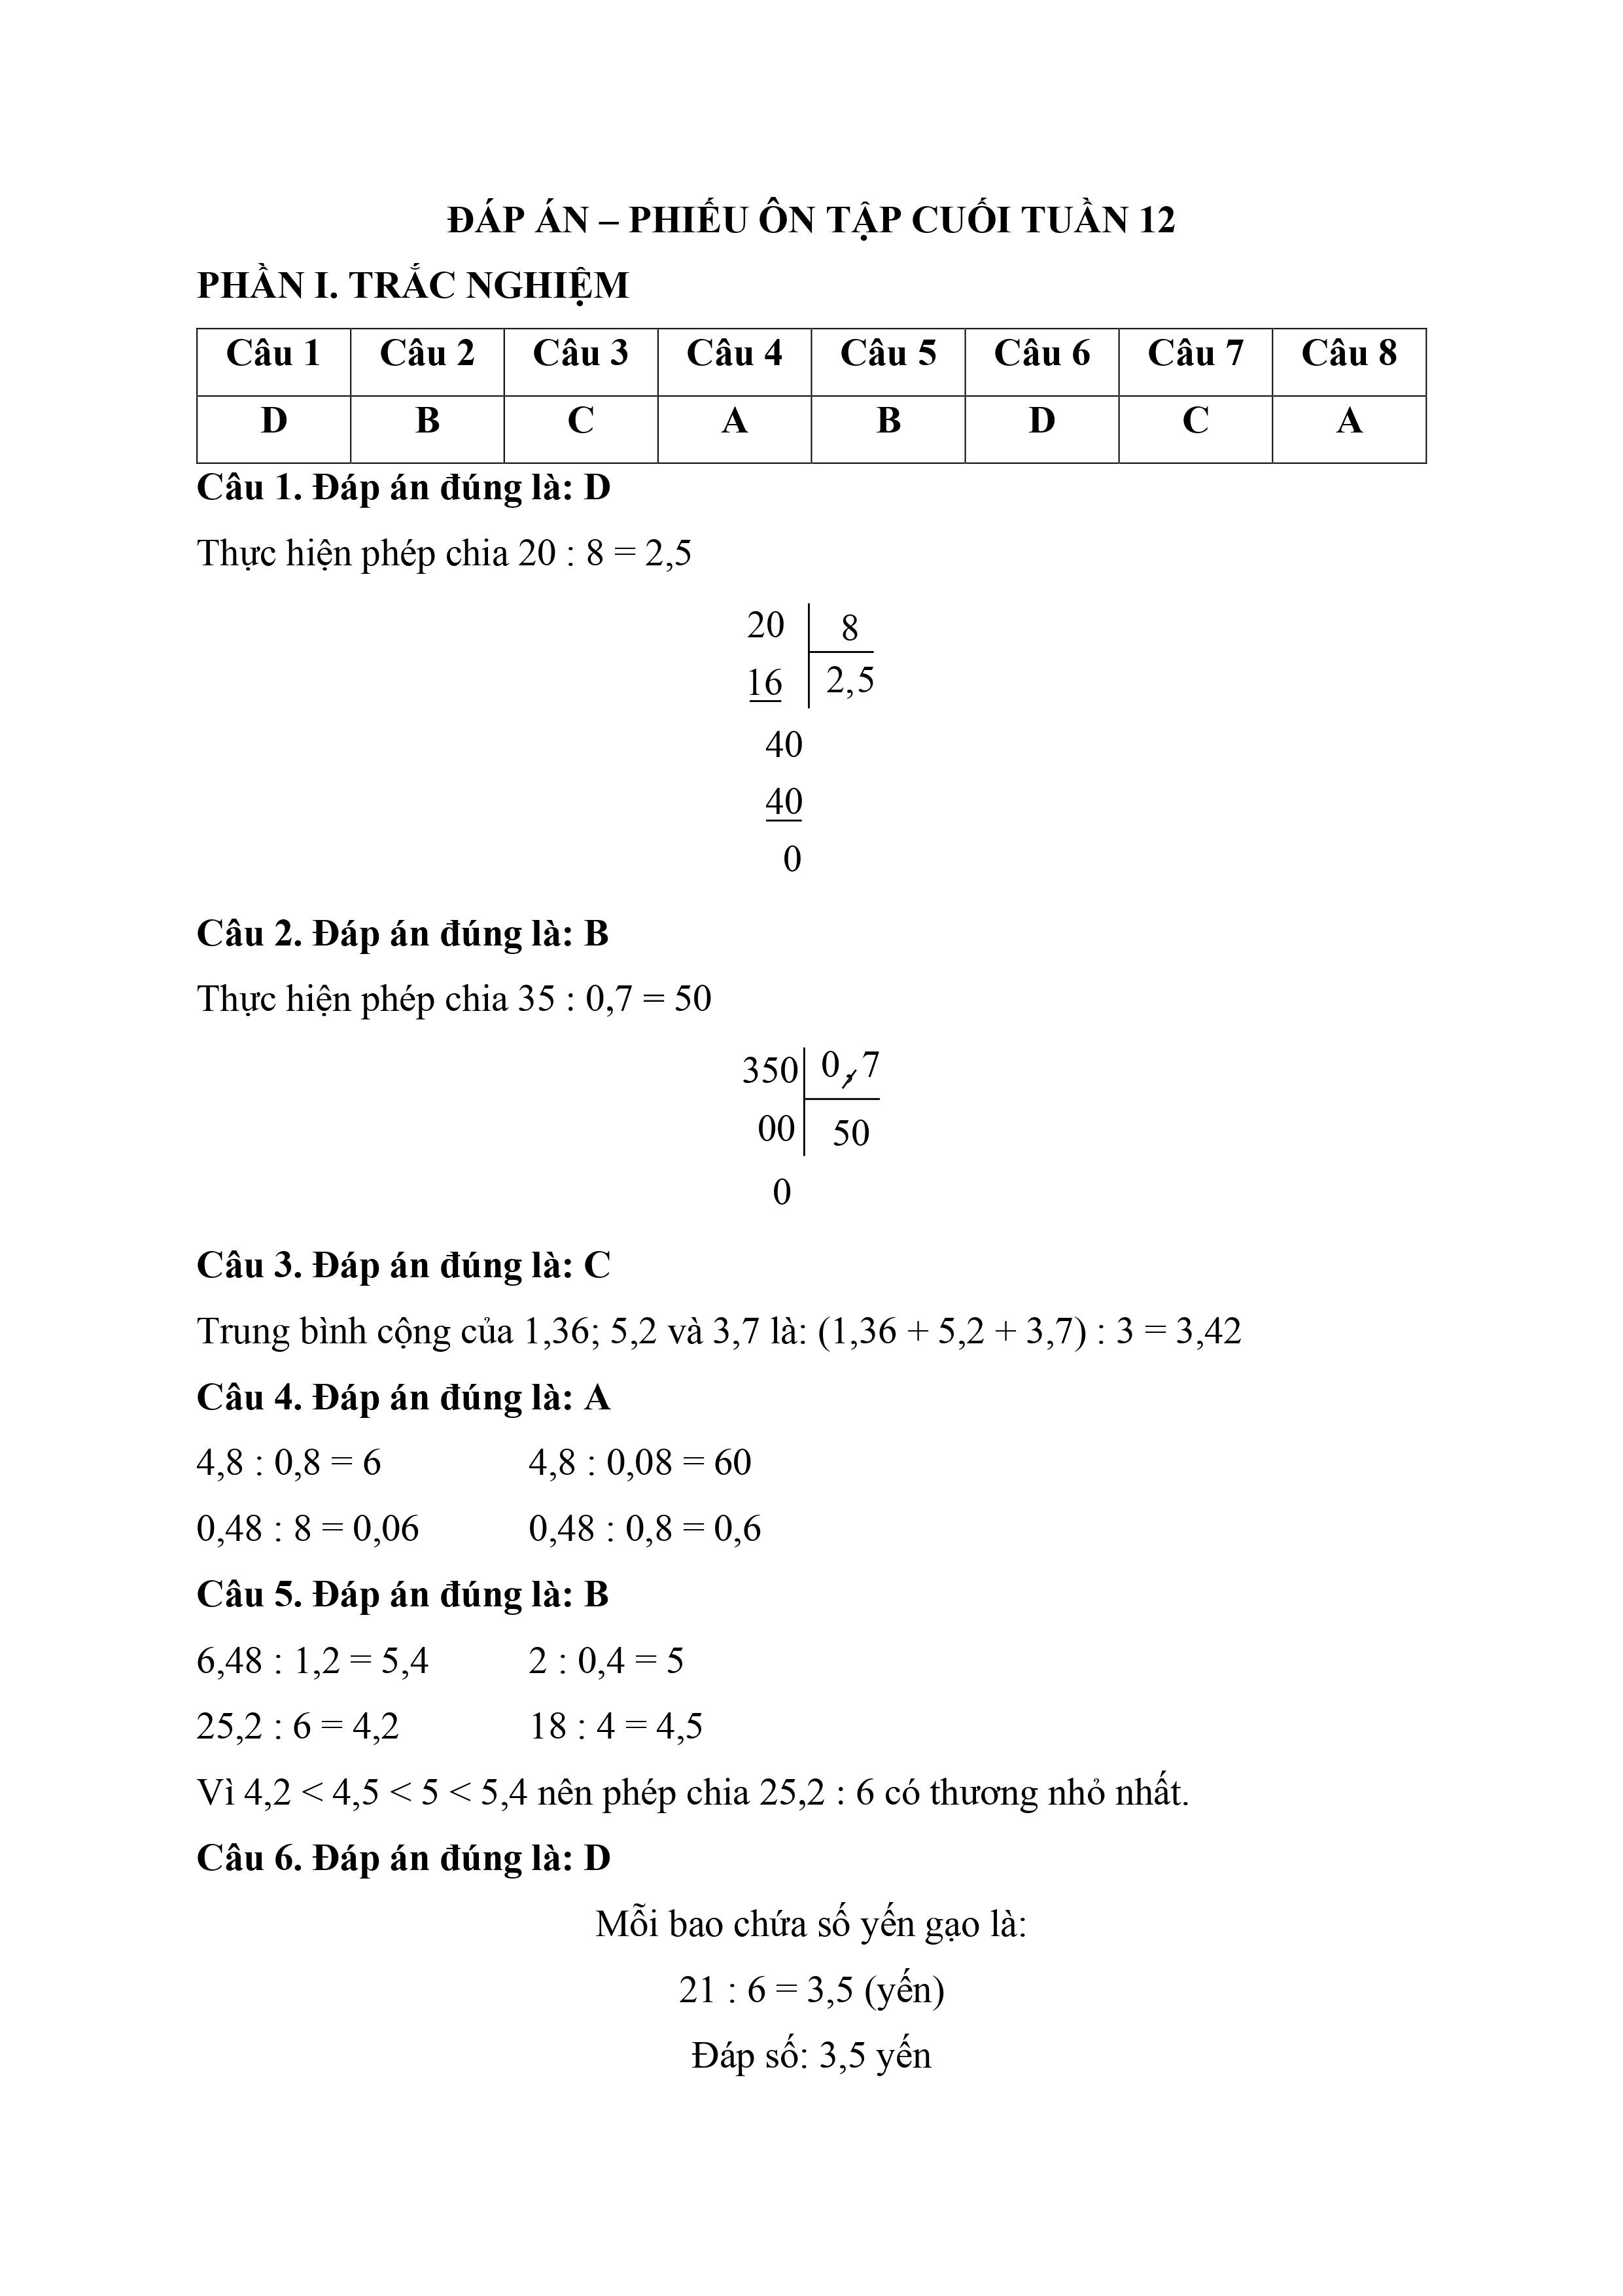 ĐÁP ÁN – PHIẾU ÔN TẬP CUỐI TUẦN 12
PHẦN I. TRẮC NGHIỆM
Câu 1 Câu 2 Câu 3 Câu 4 Câu 5 Câu 6 Câu 7 Câu 8
D B C A B D C A
Câu 1. Đáp án đúng là: D
Thực hiện phép chia 20 : 8 = 2,5
20 8
16 2,5
40
40
0
Câu 2. Đáp án đúng là: B
Thực hiện phép chia 35 : 0,7 = 50
350 0,7
00 50
0
Câu 3. Đáp án đúng là: C
Trung bình cộng của 1,36; 5,2 và 3,7 là: (1,36 + 5,2 + 3,7) : 3 = 3,42
Câu 4. Đáp án đúng là: A
4,8 : 0,8 = 6 4,8 : 0,08 = 60
0,48 : 8 = 0,06 0,48 : 0,8 = 0,6
Câu 5. Đáp án đúng là: B
6,48 : 1,2 = 5,4 2 : 0,4 = 5
25,2 : 6 = 4,2 18 : 4 = 4,5
Vì 4,2 < 4,5 < 5 < 5,4 nên phép chia 25,2 : 6 có thương nhỏ nhất.
Câu 6. Đáp án đúng là: D
Mỗi bao chứa số yến gạo là:
21 : 6 = 3,5 (yến)
Đáp số: 3,5 yến